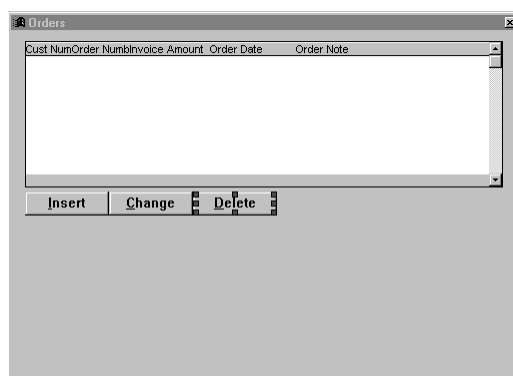 Orders
Cust NumOrder NumbInvoice Amount Order Date Order Note
Insert Change Delete